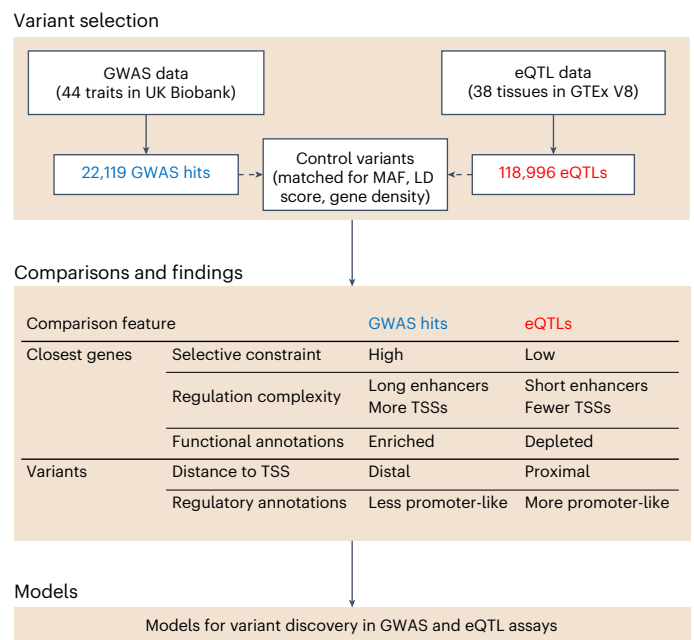 Variant selection
GWAS data
(44 traits in UK Biobank)
eQTL data
(38 tissues in GTEx V8)
22,119 GWAS hits
Control variants
(matched for MAF, LD
score, gene density)
118,996 eQTLs
Comparisons and findings
Comparison feature GWAS hits eQTLs
Closest genes Selective constraint High Low
Regulation complexity Long enhancers Short enhancers
More TSSs Fewer TSSs
Functional annotations Enriched Depleted
Variants Distance to TSS Distal Proximal
Regulatory annotations Less promoter-like More promoter-like
Models
Models for variant discovery in GWAS and eQTL assays